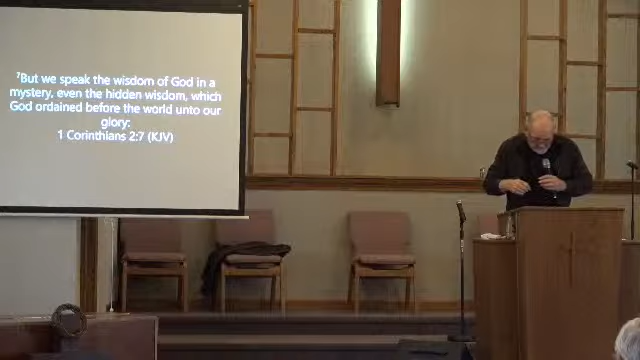 ⁷But we speak the wisdom of God in a
mystery, even the hidden wisdom, which
God ordained before the world unto our
glory:
1 Corinthians 2:7 (KJV)